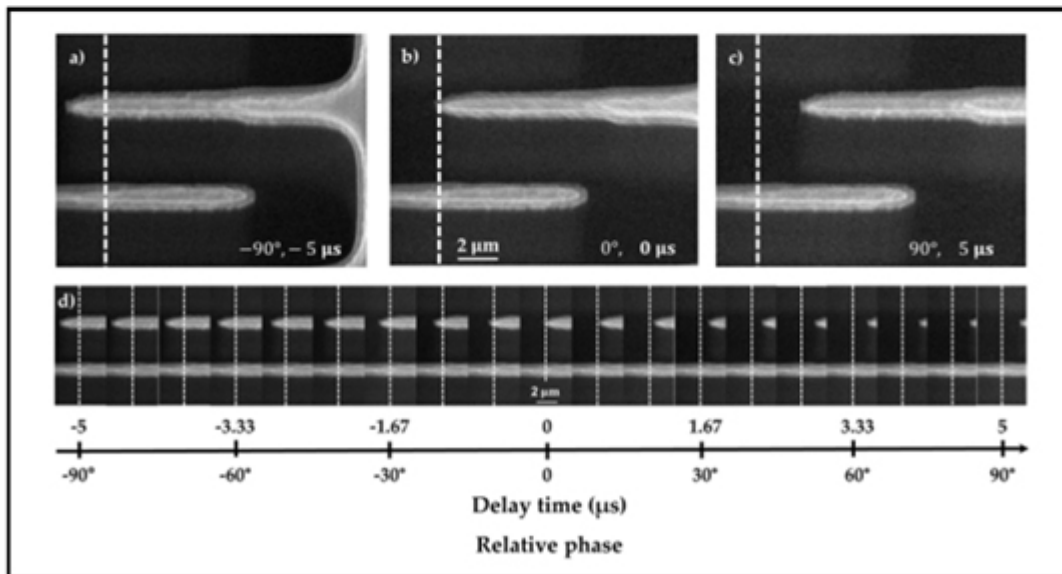 a)
−90°, − 5 μs
b)
2 μm
0°, 0 μs
c)
90°, 5 μs
d)
2 μm
-5 -3.33 -1.67 0 1.67 3.33 5
-90° -60° -30° 0 30° 60° 90°
Delay time (μs)
Relative phase